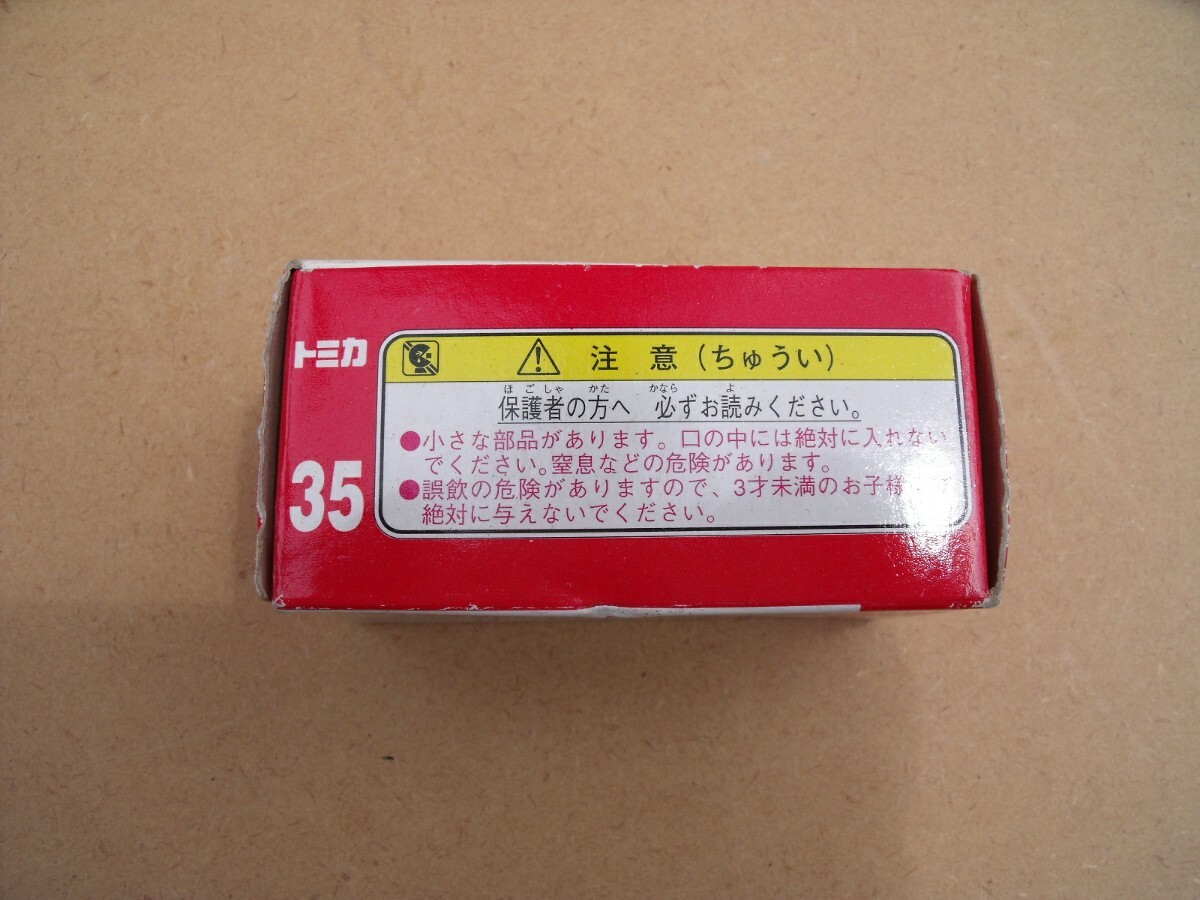 トミカ
35
注意(ちゅうい)
ほごしゃ かた かなら よ
保護者の方へ 必ずお読みください。
●小さな部品があります。口の中には絶対に入れない
でください。窒息などの危険があります。
●誤飲の危険がありますので、3才未満のお子様には
絶対に与えないでください。